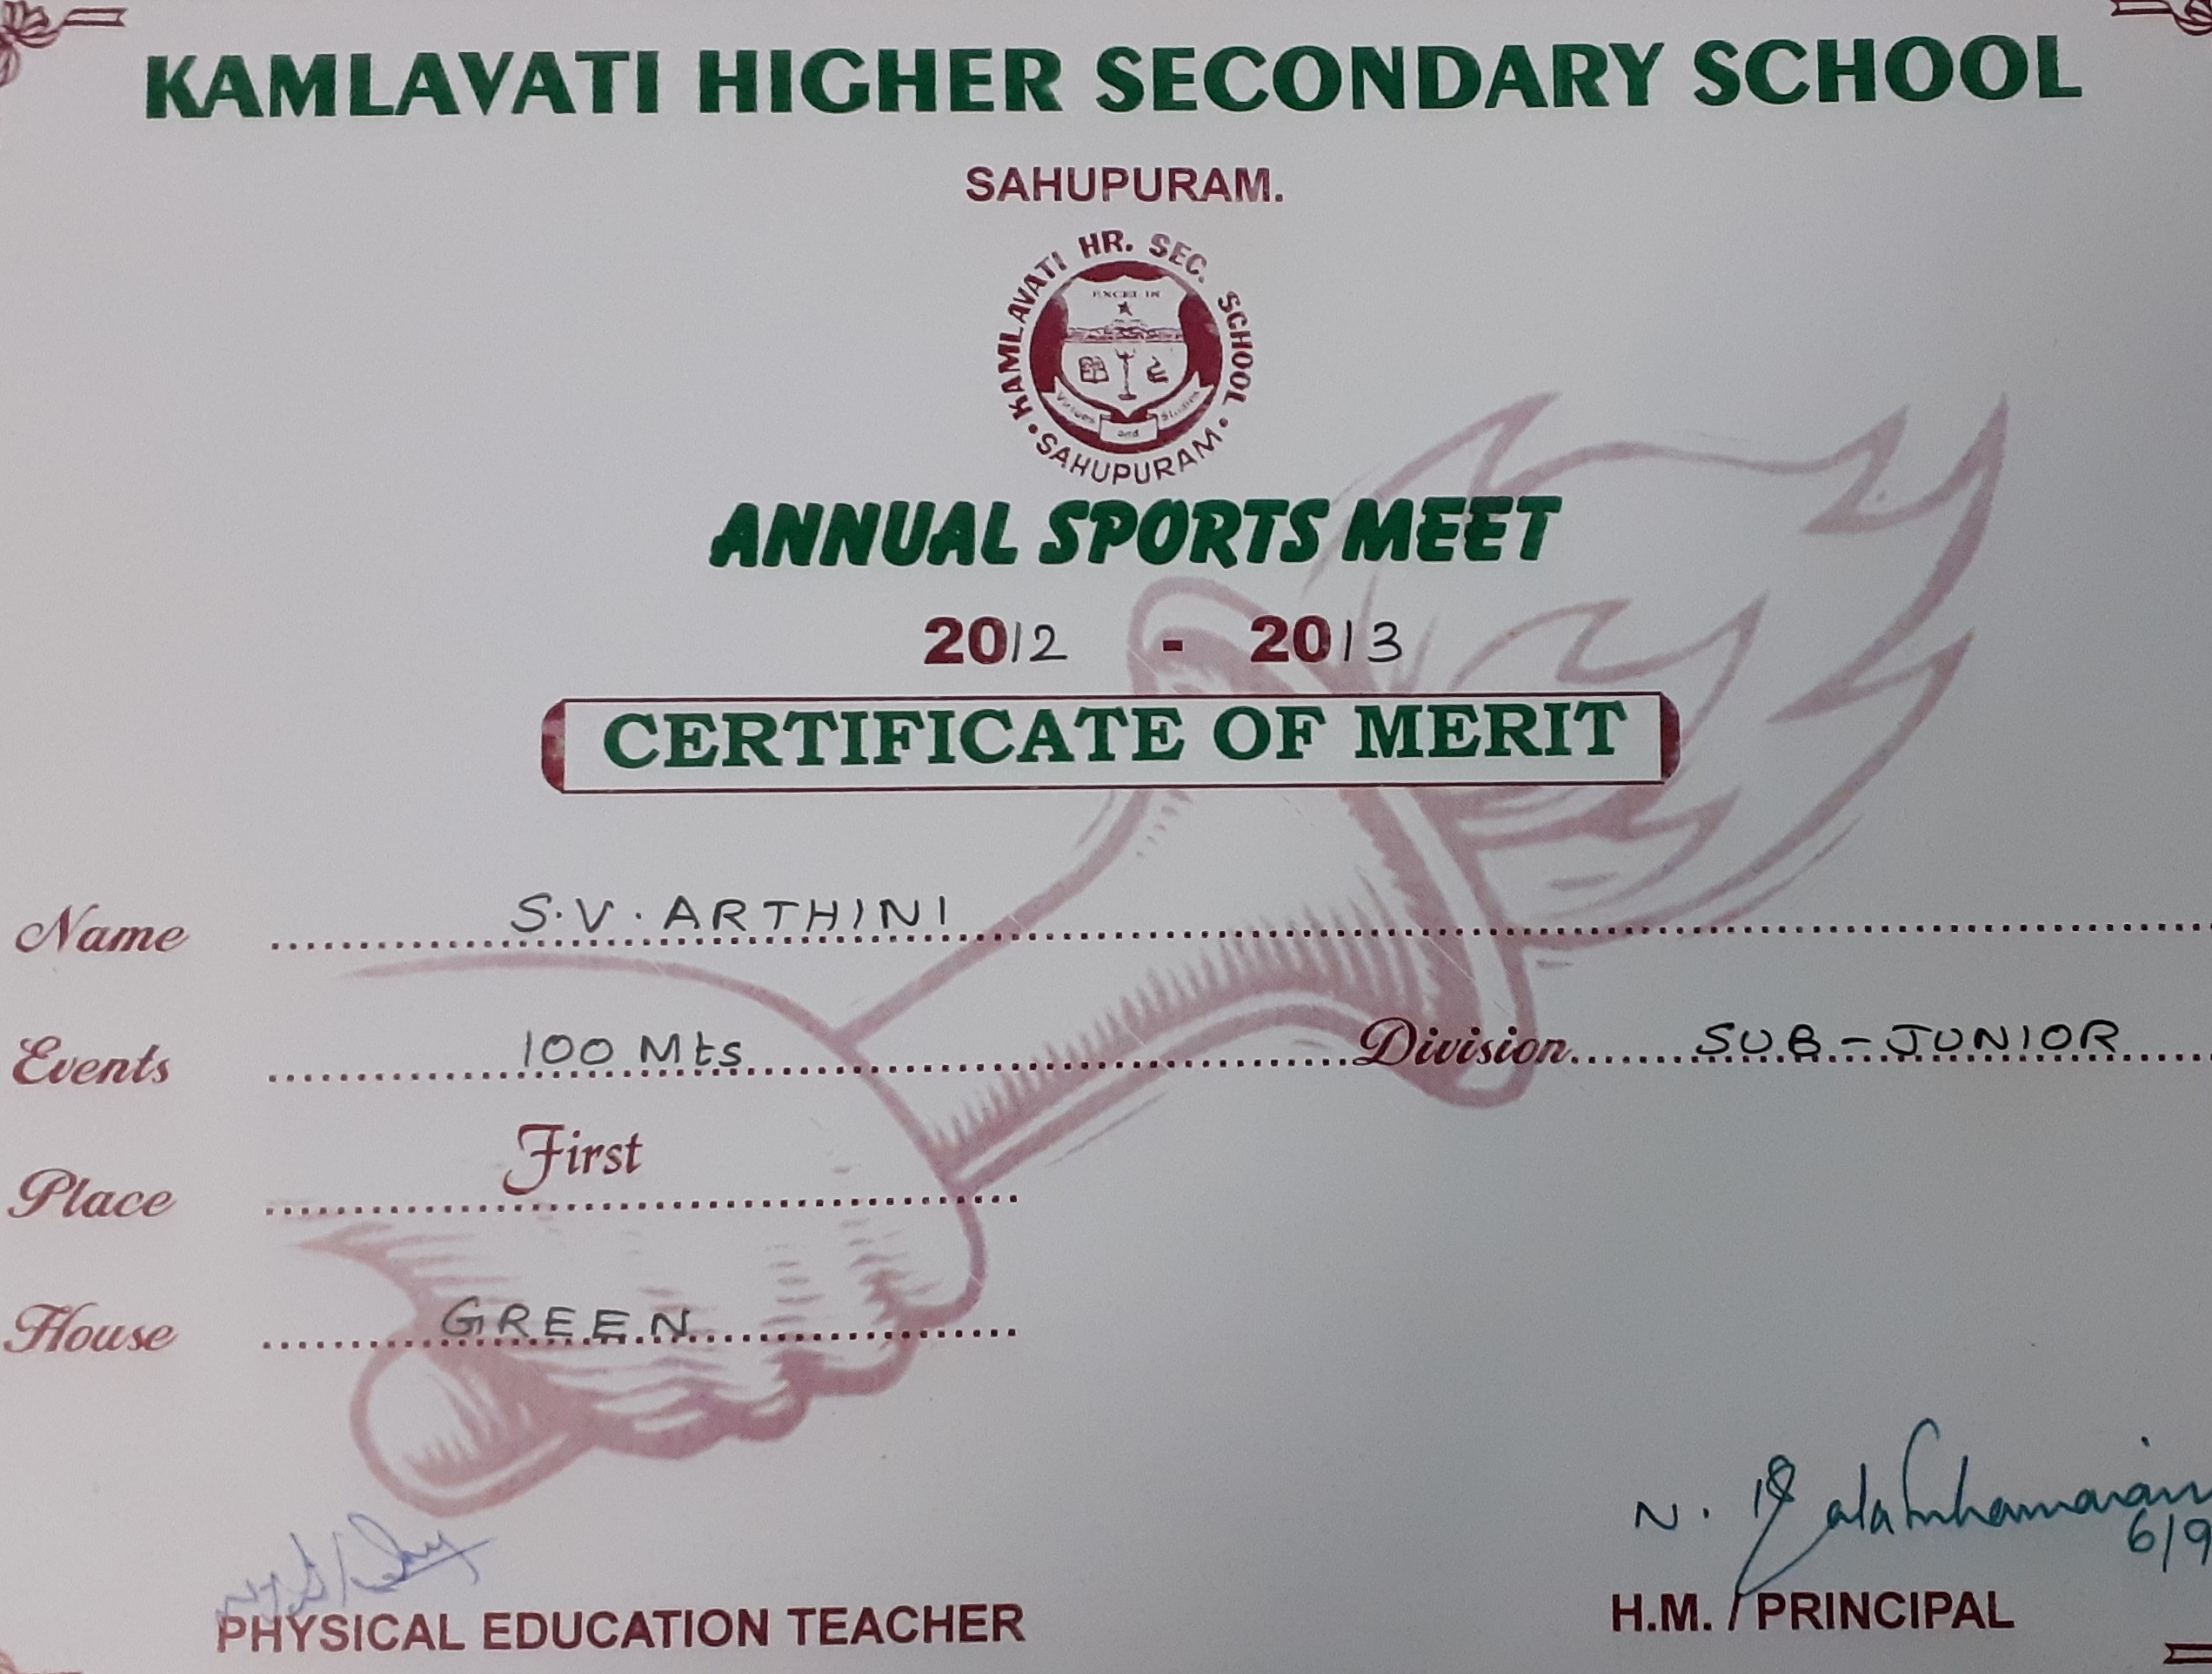 KAMLAVATI HIGHER SECONDARY SCHOOL
SAHUPURAM.
KAMLAVATI HR. SEC. SCHOOL
EXCEL IN
Virtues and Studies
SAHUPURAM
ANNUAL SPORTS MEET
2012 - 2013
CERTIFICATE OF MERIT
Name S.V. ARTHINI
Events 100 Mts Division SUB-JUNIOR
Place First
House GREEN
N.
6/9
PHYSICAL EDUCATION TEACHER H.M. / PRINCIPAL